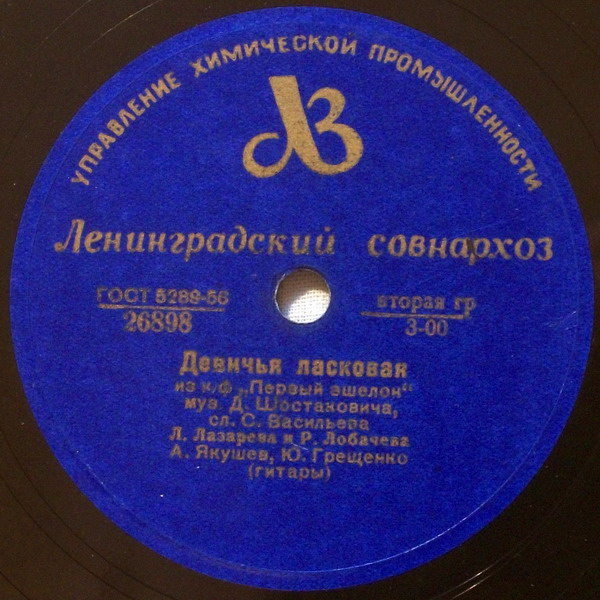 УПРАВЛЕНИЕ ХИМИЧЕСКОЙ ПРОМЫШЛЕННОСТИ
ЛЗ
Ленинградский совнархоз
ГОСТ 5289-56
26898
вторая гр
3-00
Девичья ласковая
из к/ф „Первый эшелон“
муз. Д. Шостаковича,
сл. С. Васильева
Л. Лазарева и Р. Лобачева
А. Якушев, Ю. Грещенко
(гитары)